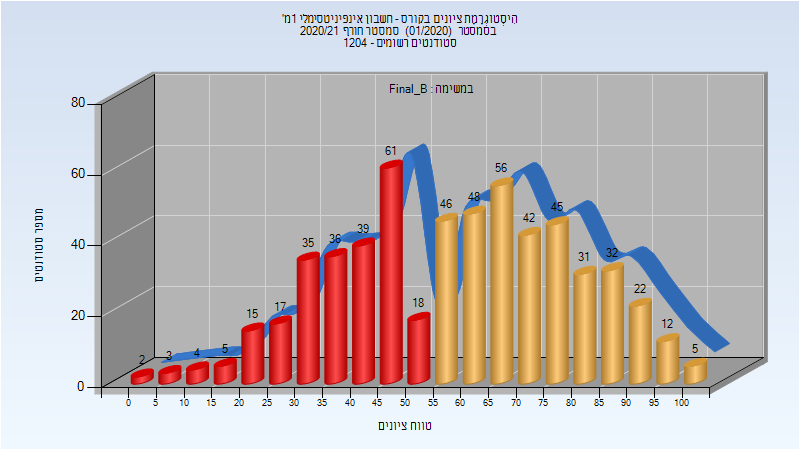 היסטוגרמת ציונים בקורס - חשבון אינפיניטסימלי 1מ'
בסמסטר (01/2020) סמסטר חורף 2020/21
סטודנטים רשומים - 1204
במשימה : Final_B
מספר סטודנטים
80
60
40
20
0
2 3 4 5 15 17 35 36 39 61 18 46 48 56 42 45 31 32 22 12 5
0 5 10 15 20 25 30 35 40 45 50 55 60 65 70 75 80 85 90 95 100
טווח ציונים